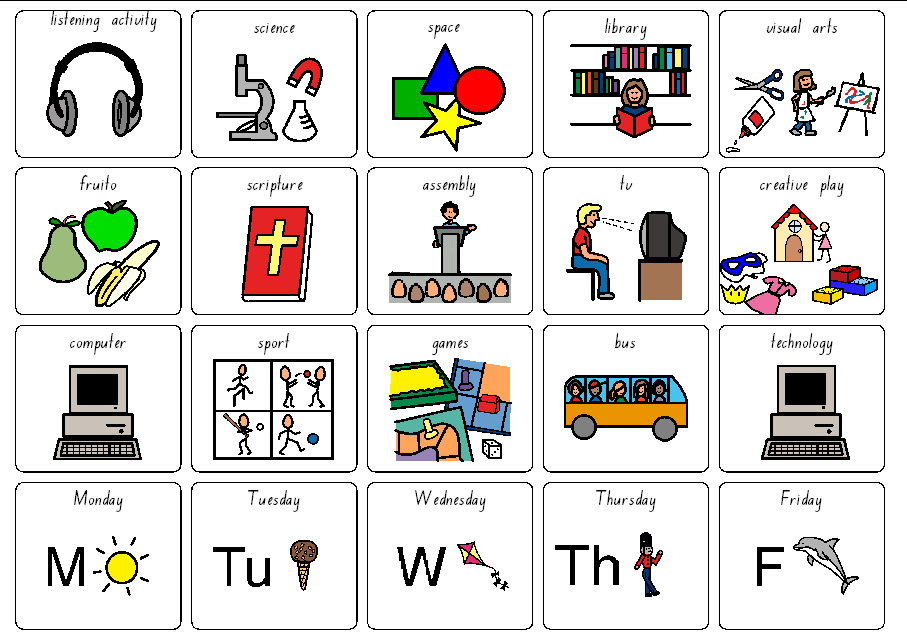 listening activity
science
space
library
visual arts
fruito
scripture
assembly
tv
creative play
computer
sport
games
bus
technology
Monday
Tuesday
Wednesday
Thursday
Friday
M
Tu
W
Th
F